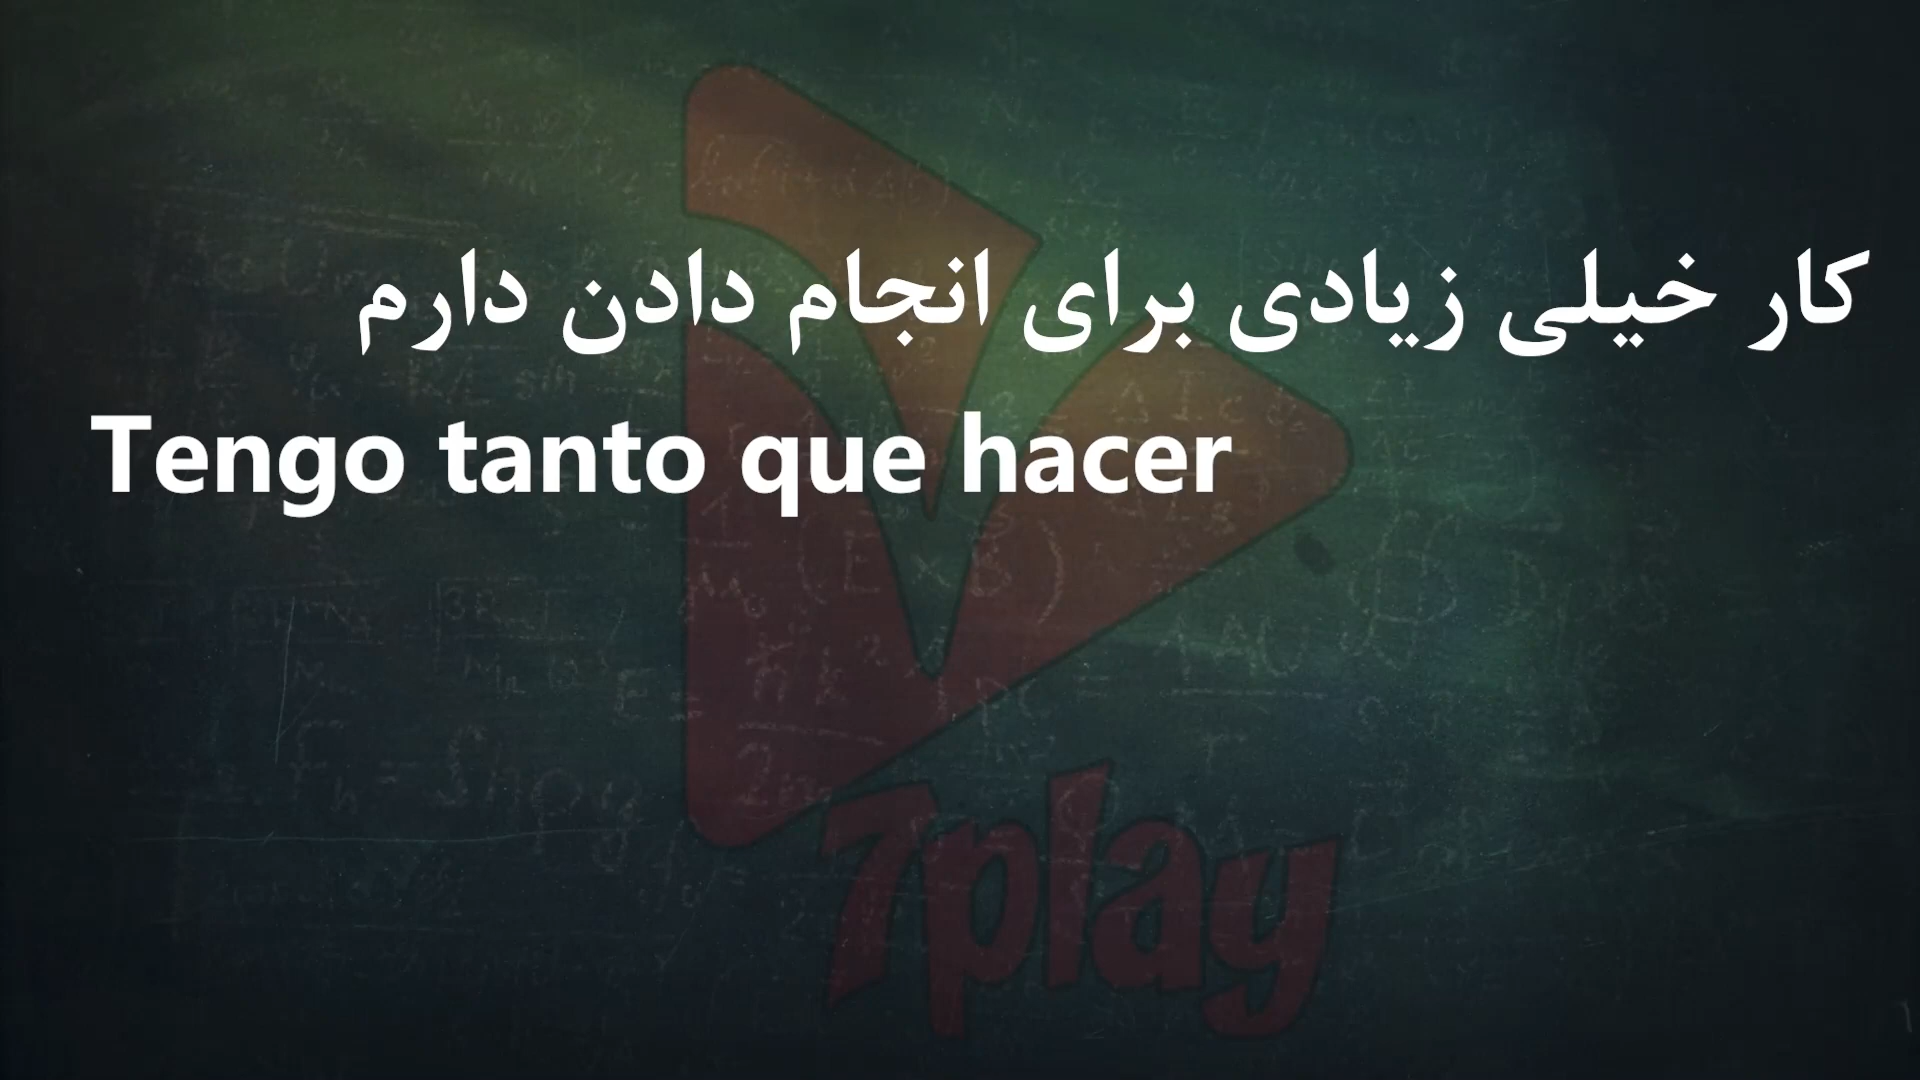 کار خیلی زیادی برای انجام دادن دارم
Tengo tanto que hacer
7play